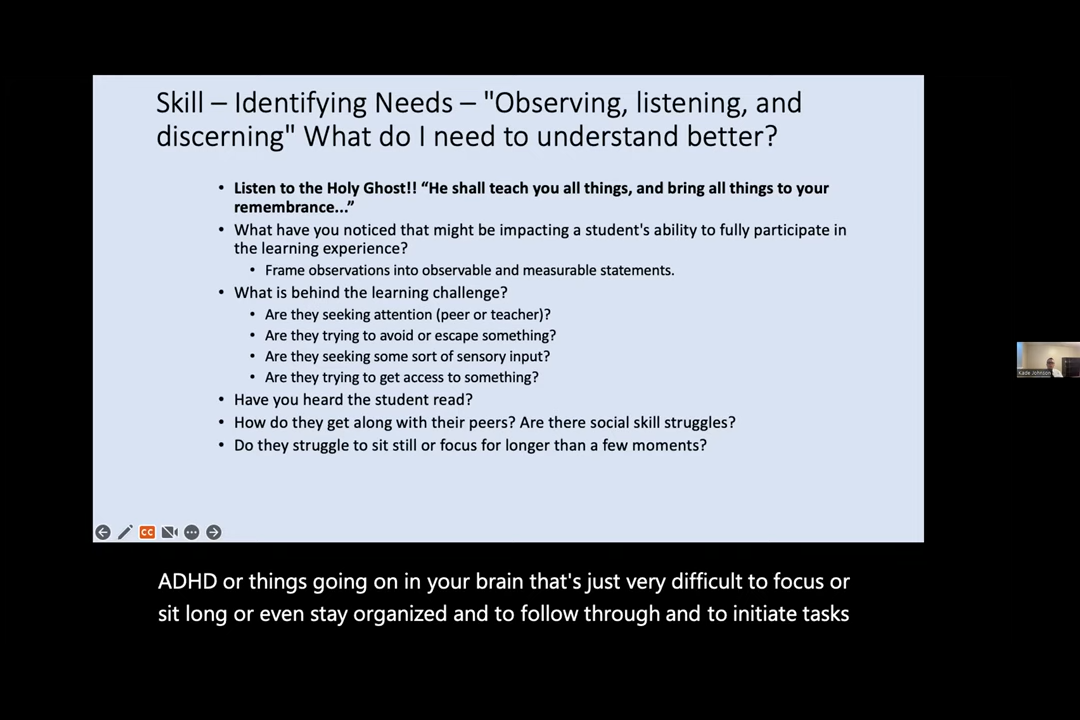 Skill – Identifying Needs – "Observing, listening, and
discerning" What do I need to understand better?
• Listen to the Holy Ghost!! “He shall teach you all things, and bring all things to your
remembrance...”
• What have you noticed that might be impacting a student's ability to fully participate in
the learning experience?
• Frame observations into observable and measurable statements.
• What is behind the learning challenge?
• Are they seeking attention (peer or teacher)?
• Are they trying to avoid or escape something?
• Are they seeking some sort of sensory input?
• Are they trying to get access to something?
• Have you heard the student read?
• How do they get along with their peers? Are there social skill struggles?
• Do they struggle to sit still or focus for longer than a few moments?
CC
Kade Johnson
ADHD or things going on in your brain that's just very difficult to focus or
sit long or even stay organized and to follow through and to initiate tasks